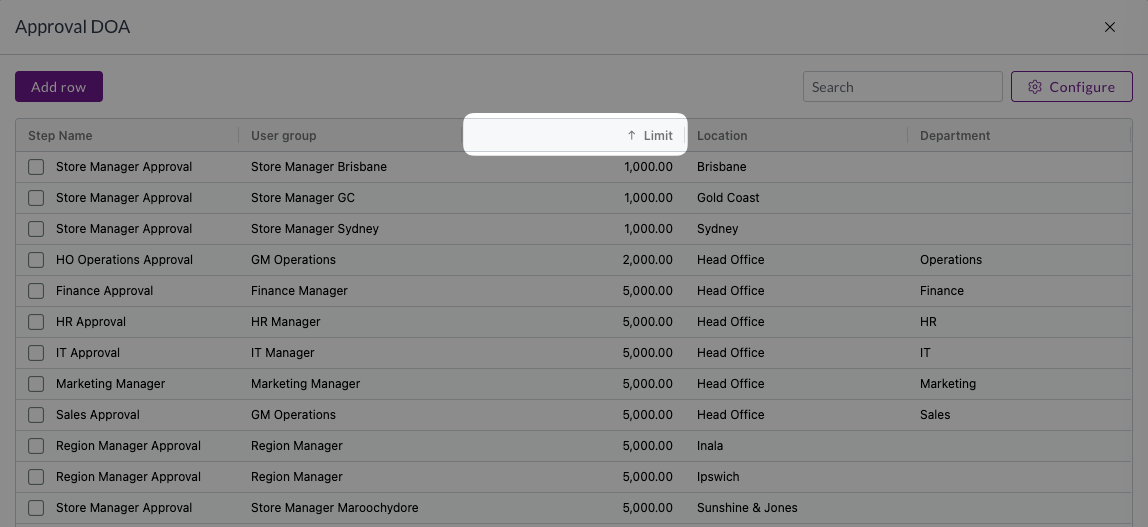 Approval DOA
Add row Search Configure
Step Name User group ↑ Limit Location Department
Store Manager Approval Store Manager Brisbane 1,000.00 Brisbane
Store Manager Approval Store Manager GC 1,000.00 Gold Coast
Store Manager Approval Store Manager Sydney 1,000.00 Sydney
HO Operations Approval GM Operations 2,000.00 Head Office Operations
Finance Approval Finance Manager 5,000.00 Head Office Finance
HR Approval HR Manager 5,000.00 Head Office HR
IT Approval IT Manager 5,000.00 Head Office IT
Marketing Manager Marketing Manager 5,000.00 Head Office Marketing
Sales Approval GM Operations 5,000.00 Head Office Sales
Region Manager Approval Region Manager 5,000.00 Inala
Region Manager Approval Region Manager 5,000.00 Ipswich
Store Manager Approval Store Manager Maroochydore 5,000.00 Sunshine & Jones